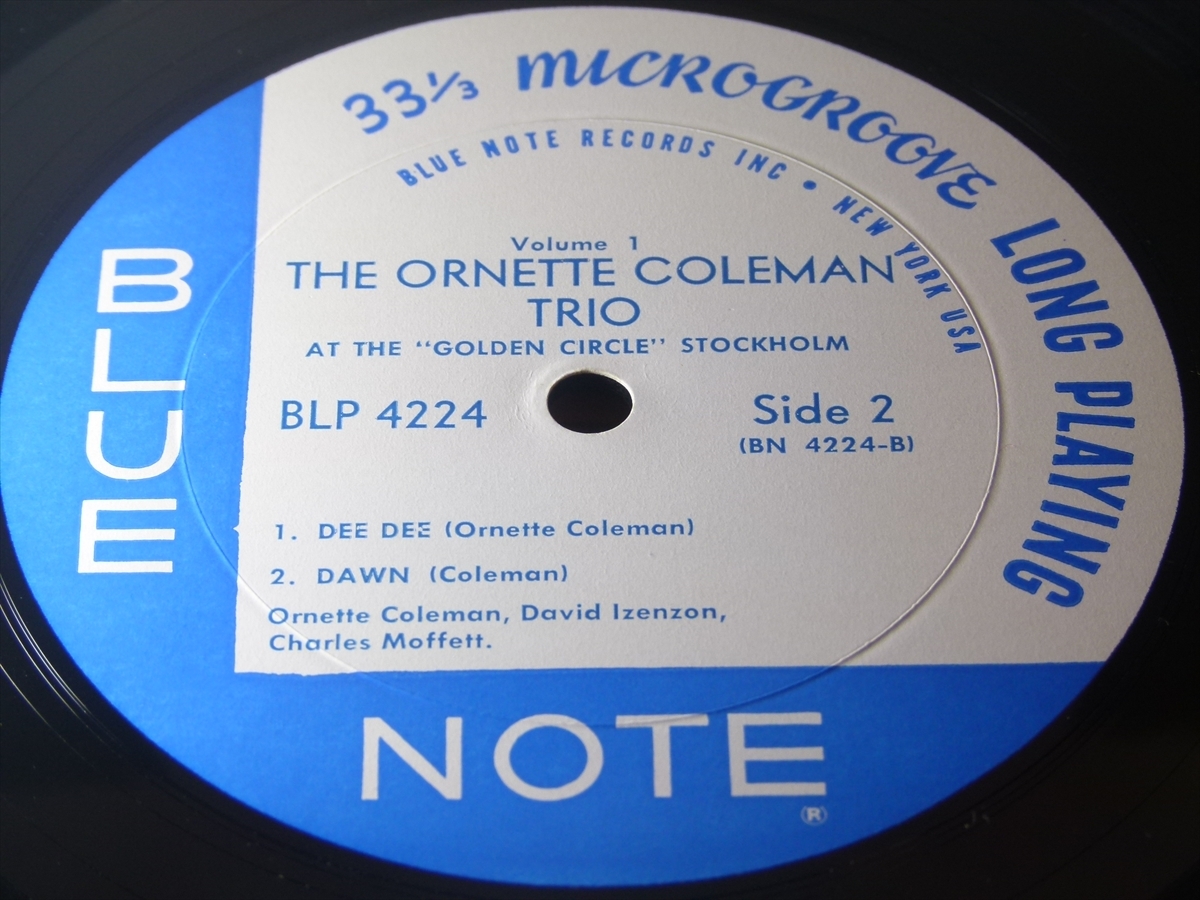 33⅓ MICROGROOVE LONG PLAYING
BLUE NOTE RECORDS INC • NEW YORK USA
Volume 1
THE ORNETTE COLEMAN
TRIO
AT THE "GOLDEN CIRCLE" STOCKHOLM
BLP 4224
Side 2
(BN 4224-B)
1. DEE DEE (Ornette Coleman)
2. DAWN (Coleman)
Ornette Coleman, David Izenzon,
Charles Moffett.
BLUE
NOTE ®